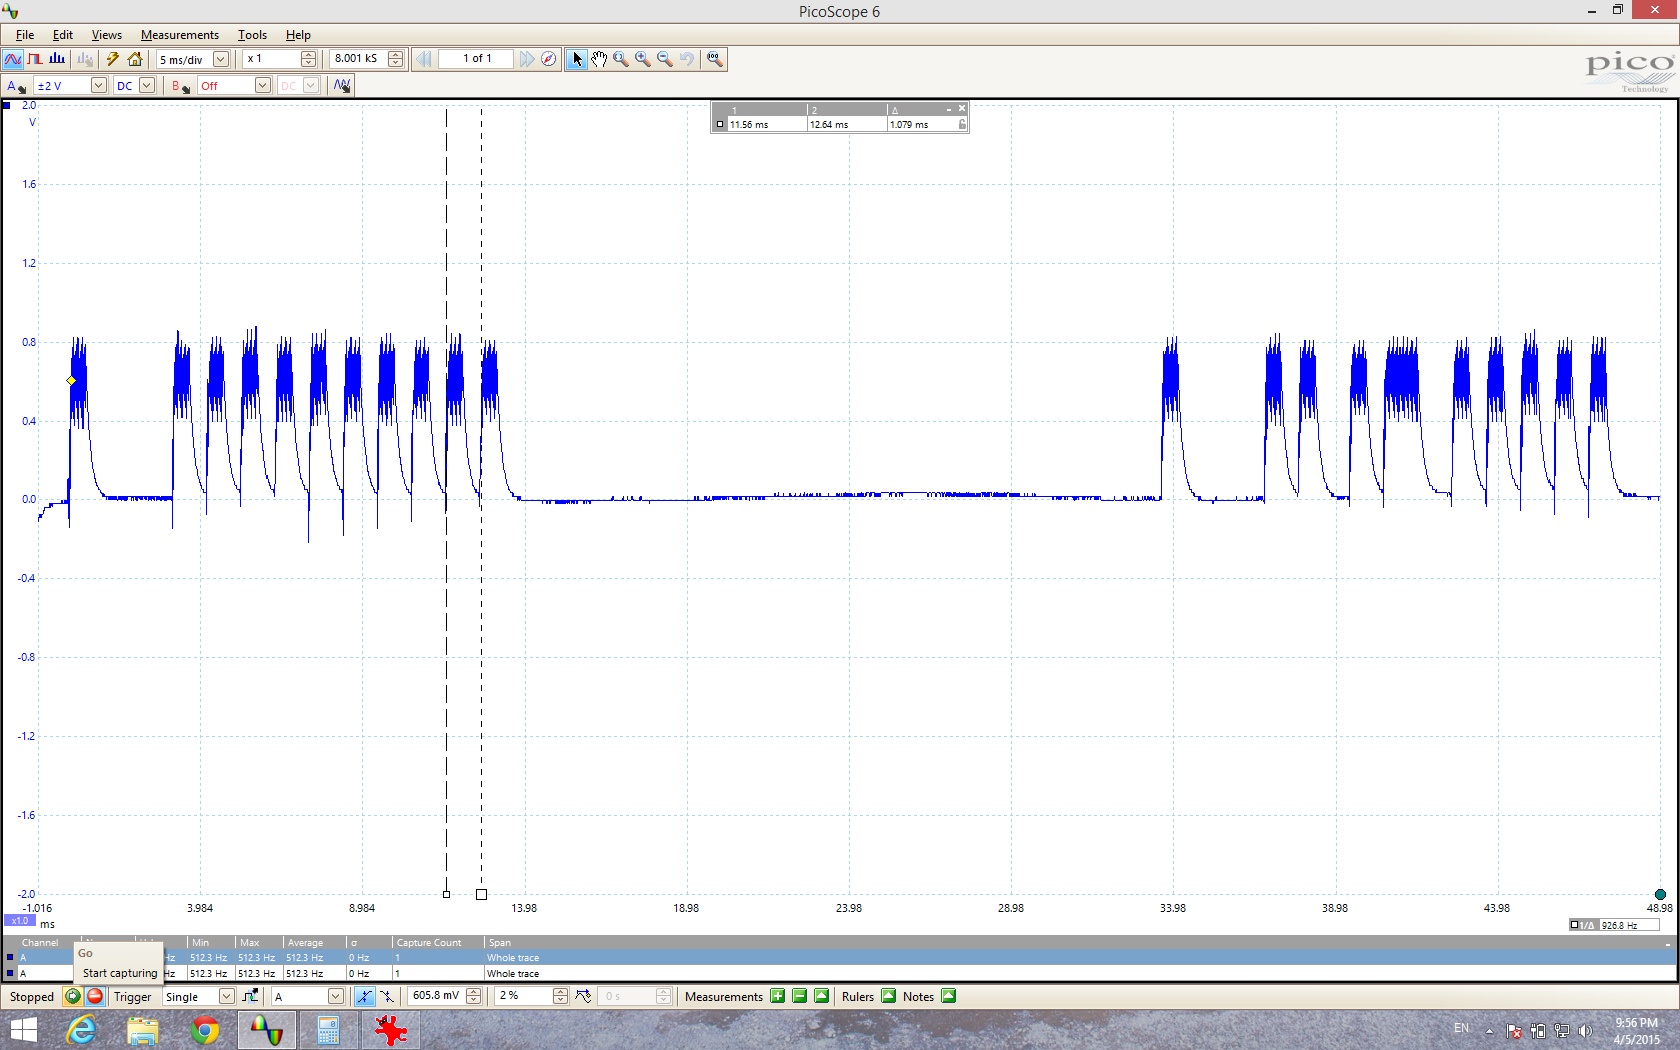 PicoScope 6
File Edit Views Measurements Tools Help
5 ms/div x 1 8.001 kS 1 of 1
pico
Technology
A ±2 V DC B Off DC
2.0
V
1.6
1.2
0.8
0.4
0.0
-0.4
-0.8
-1.2
-1.6
-2.0
1 2 Δ
11.56 ms 12.64 ms 1.079 ms
-1.016 3.984 8.984 13.98 18.98 23.98 28.98 33.98 38.98 43.98 48.98
x1.0 ms
1/Δ 926.8 Hz
Channel Min Max Average σ Capture Count Span
A Hz 512.3 Hz 512.3 Hz 512.3 Hz 0 Hz 1 Whole trace
A Hz 512.3 Hz 512.3 Hz 512.3 Hz 0 Hz 1 Whole trace
Go
Start capturing
Stopped Trigger Single A 605.8 mV 2 % 0 s Measurements Rulers Notes
EN
9:56 PM
4/5/2015